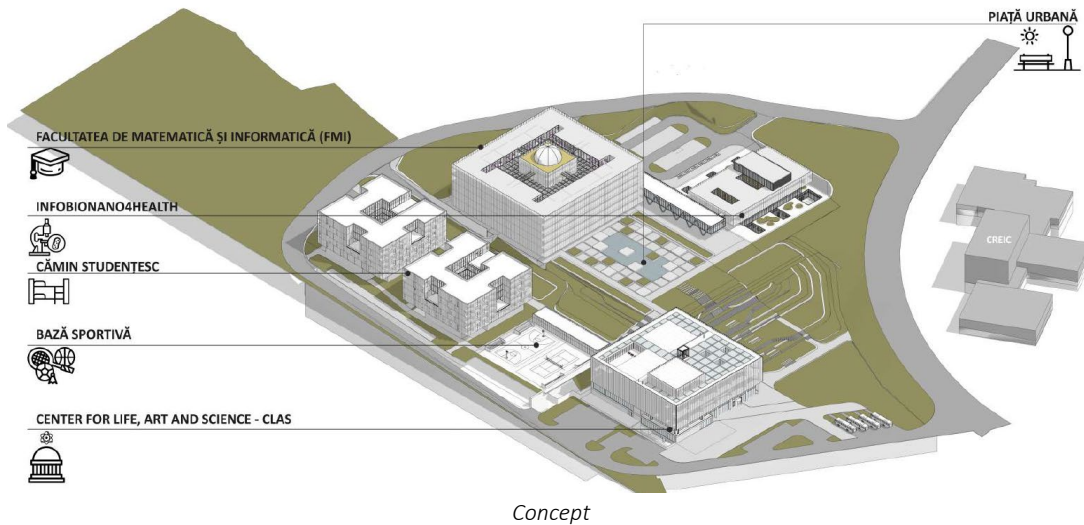 PIAȚĂ URBANĂ
FACULTATEA DE MATEMATICĂ ȘI INFORMATICĂ (FMI)
INFOBIONANO4HEALTH
CREIC
CĂMIN STUDENȚESC
BAZĂ SPORTIVĂ
CENTER FOR LIFE, ART AND SCIENCE - CLAS
Concept